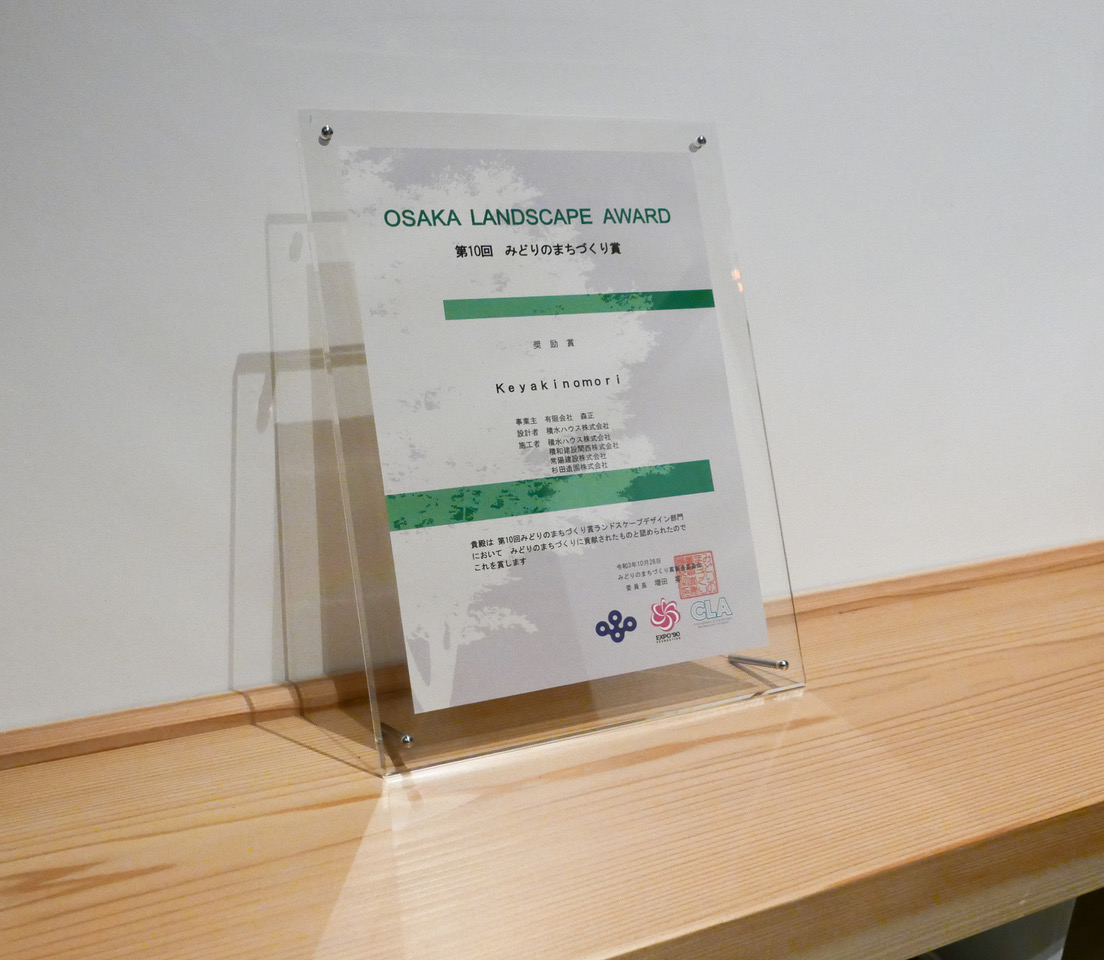 OSAKA LANDSCAPE AWARD
第10回 みどりのまちづくり賞
奨励賞
Keyakinomori
事業主 有限会社 森正
設計者 積水ハウス株式会社
施工者 積水ハウス株式会社
積和建設関西株式会社
常陽建設株式会社
杉田造園株式会社
貴殿は 第10回みどりのまちづくり賞ランドスケープデザイン部門
において みどりのまちづくりに貢献されたものと認められたので
これを賞します
令和3年10月26日
みどりのまちづくり賞
委員長 増田
EXPO'90
FOUNDATION
CLA